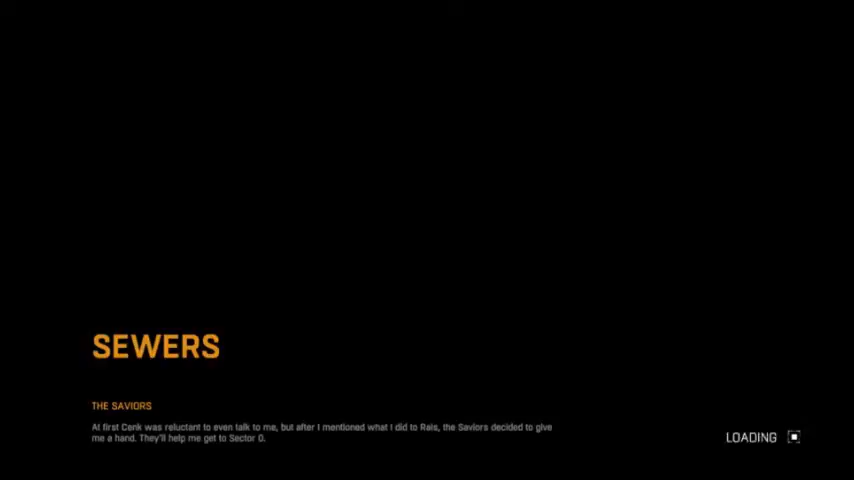 SEWERS
THE SAVIORS
At first Cenk was reluctant to even talk to me, but after I mentioned what I did to Rais, the Saviors decided to give
me a hand. They'll help me get to Sector 0.
LOADING